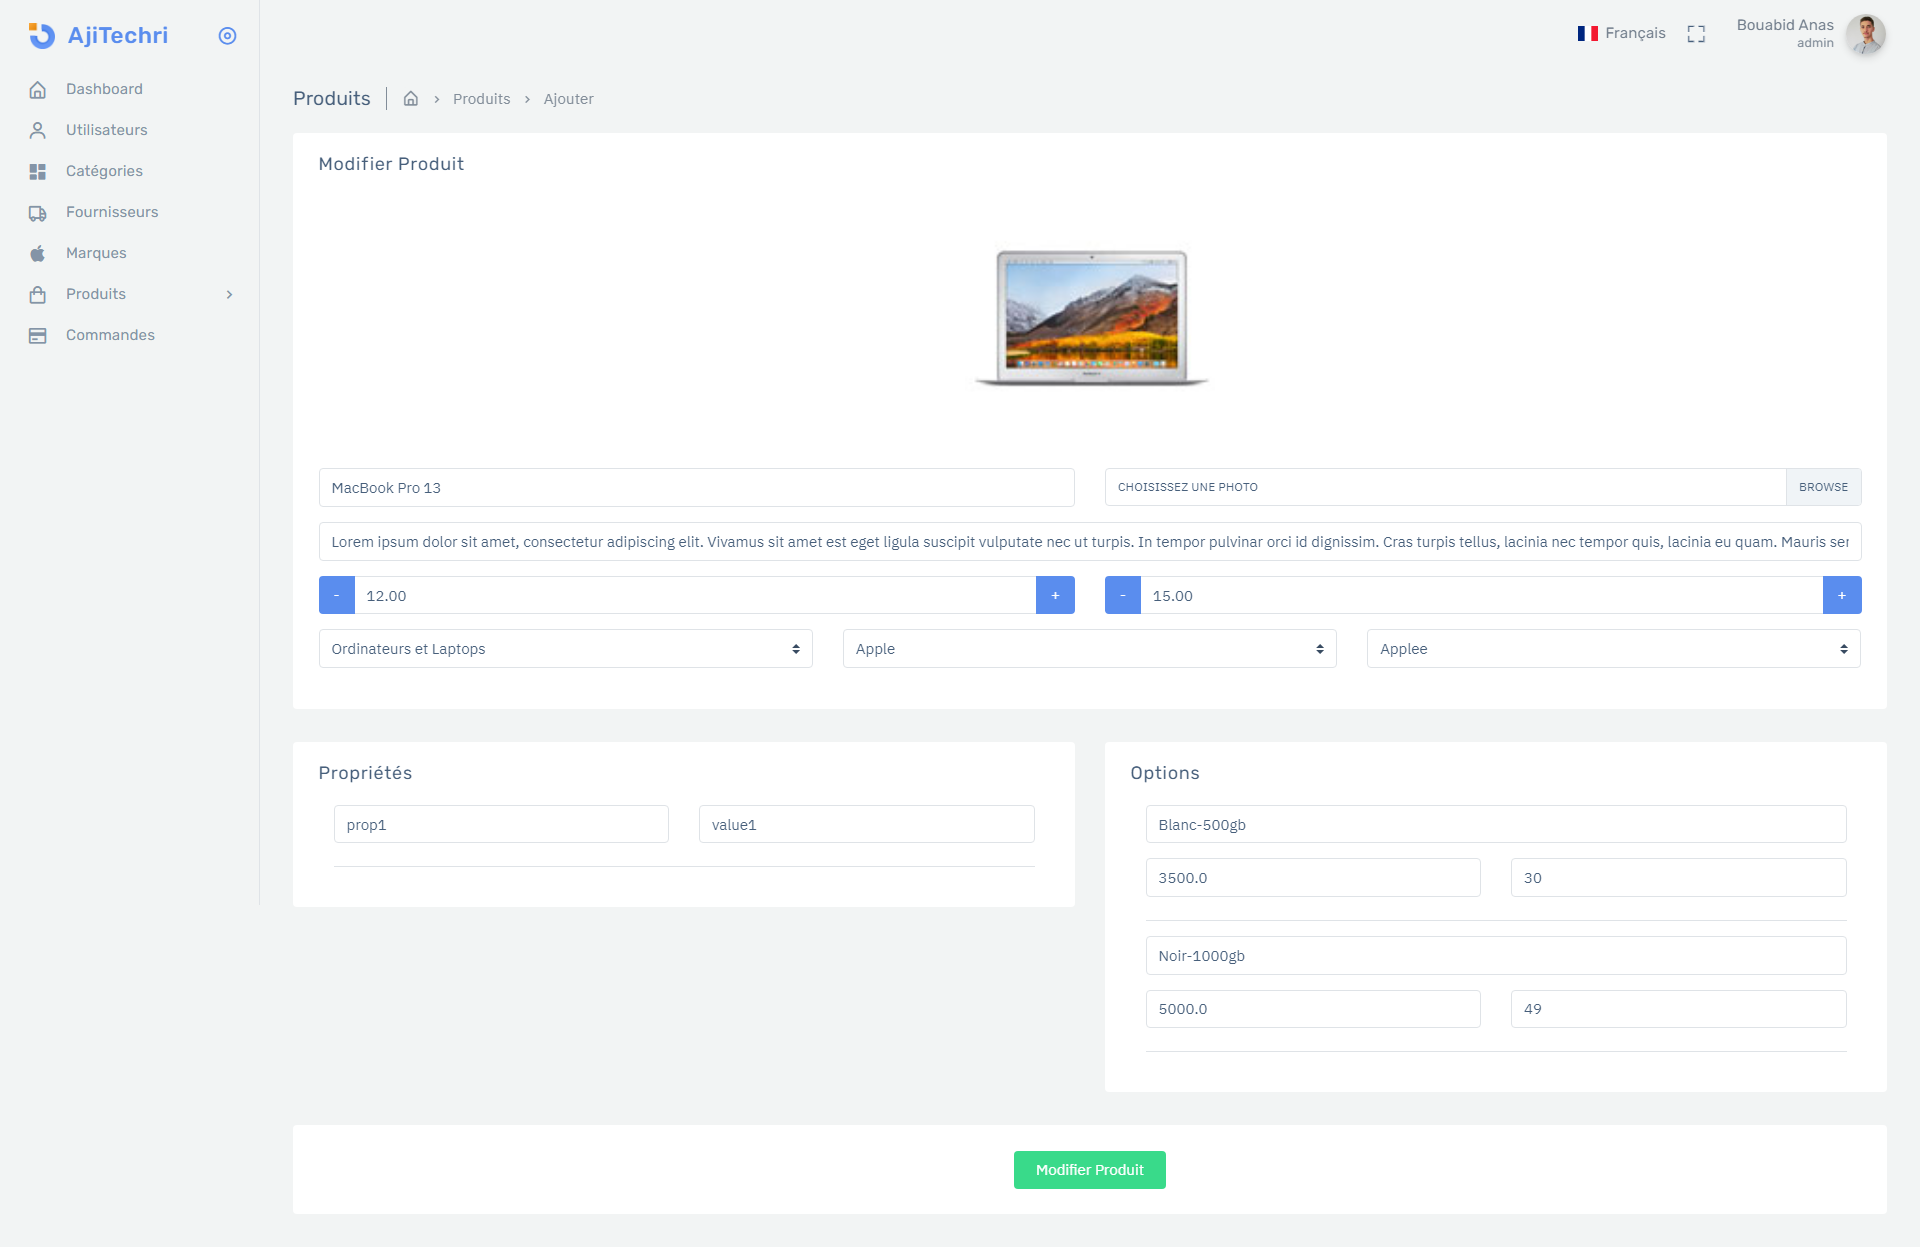 AjiTechri
Dashboard
Utilisateurs
Catégories
Fournisseurs
Marques
Produits
Commandes
Français
Bouabid Anas
admin
Produits
Produits
Ajouter
Modifier Produit
MacBook Pro 13
CHOISISSEZ UNE PHOTO
BROWSE
Lorem ipsum dolor sit amet, consectetur adipiscing elit. Vivamus sit amet est eget ligula suscipit vulputate nec ut turpis. In tempor pulvinar orci id dignissim. Cras turpis tellus, lacinia nec tempor quis, lacinia eu quam. Mauris ser
- 12.00 +
- 15.00 +
Ordinateurs et Laptops
Apple
Applee
Propriétés
prop1
value1
Options
Blanc-500gb
3500.0
30
Noir-1000gb
5000.0
49
Modifier Produit